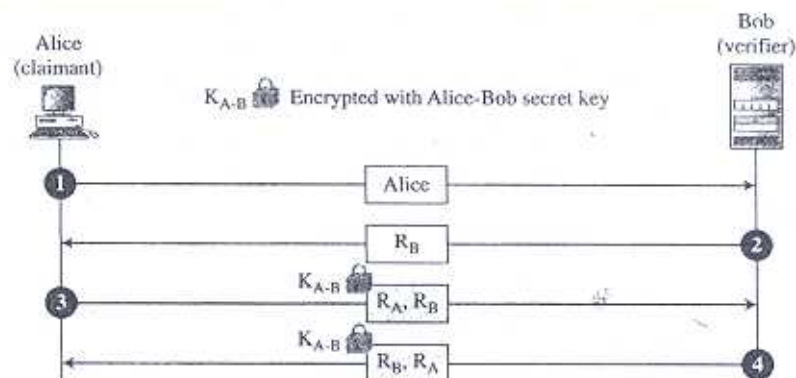 Alice
(claimant)
Bob
(verifier)
K_A-B Encrypted with Alice-Bob secret key
1
Alice
R_B
2
K_A-B
3
R_A, R_B
K_A-B
R_B, R_A
4